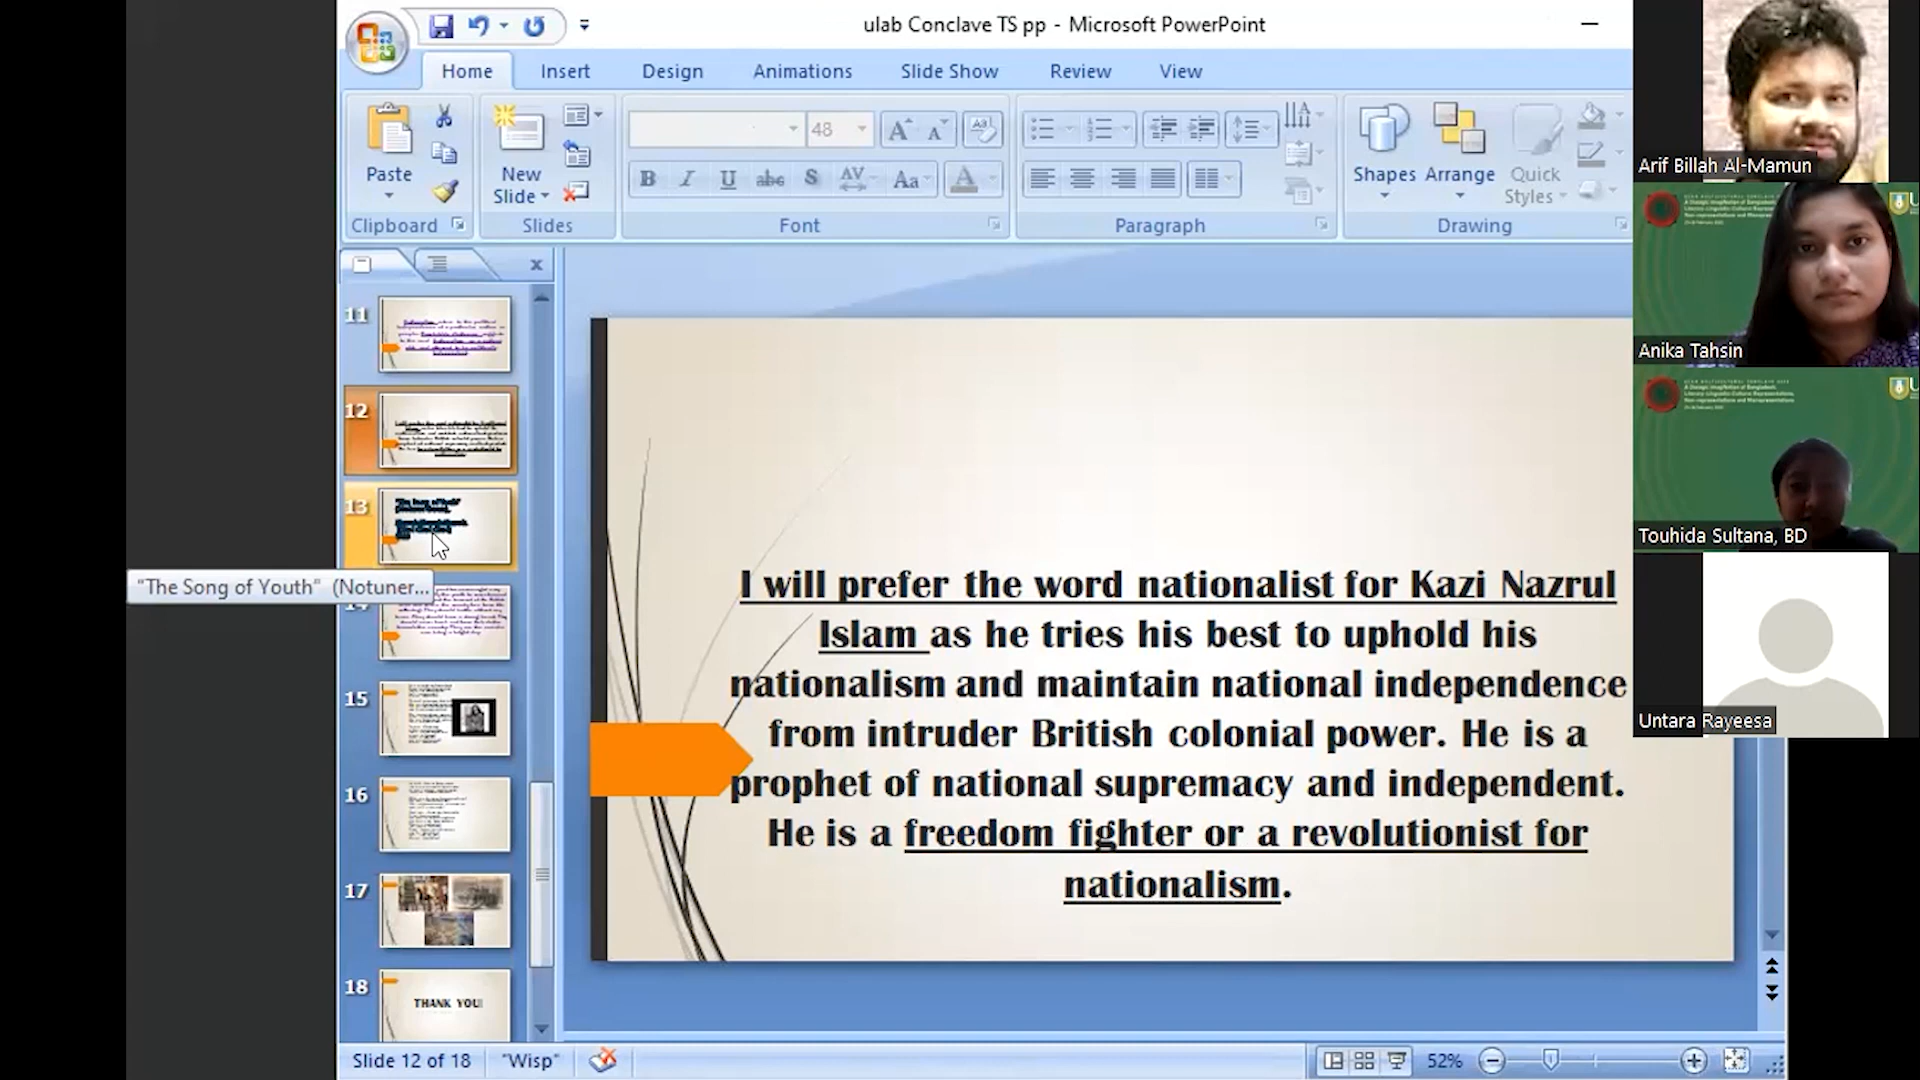 ulab Conclave TS pp - Microsoft PowerPoint
Home
Insert
Design
Animations
Slide Show
Review
View
Paste
Clipboard
New
Slide
Slides
48
B I U abc S AV Aa A
Font
Paragraph
Shapes
Arrange
Quick
Styles
Drawing
11
12
13
"The Song of Youth" (Notuner...
15
16
17
18
THANK YOU!
I will prefer the word nationalist for Kazi Nazrul
Islam as he tries his best to uphold his
nationalism and maintain national independence
from intruder British colonial power. He is a
prophet of national supremacy and independent.
He is a freedom fighter or a revolutionist for
nationalism.
Arif Billah Al-Mamun
Anika Tahsin
Touhida Sultana, BD
Untara Rayeesa
Slide 12 of 18
"Wisp"
52%